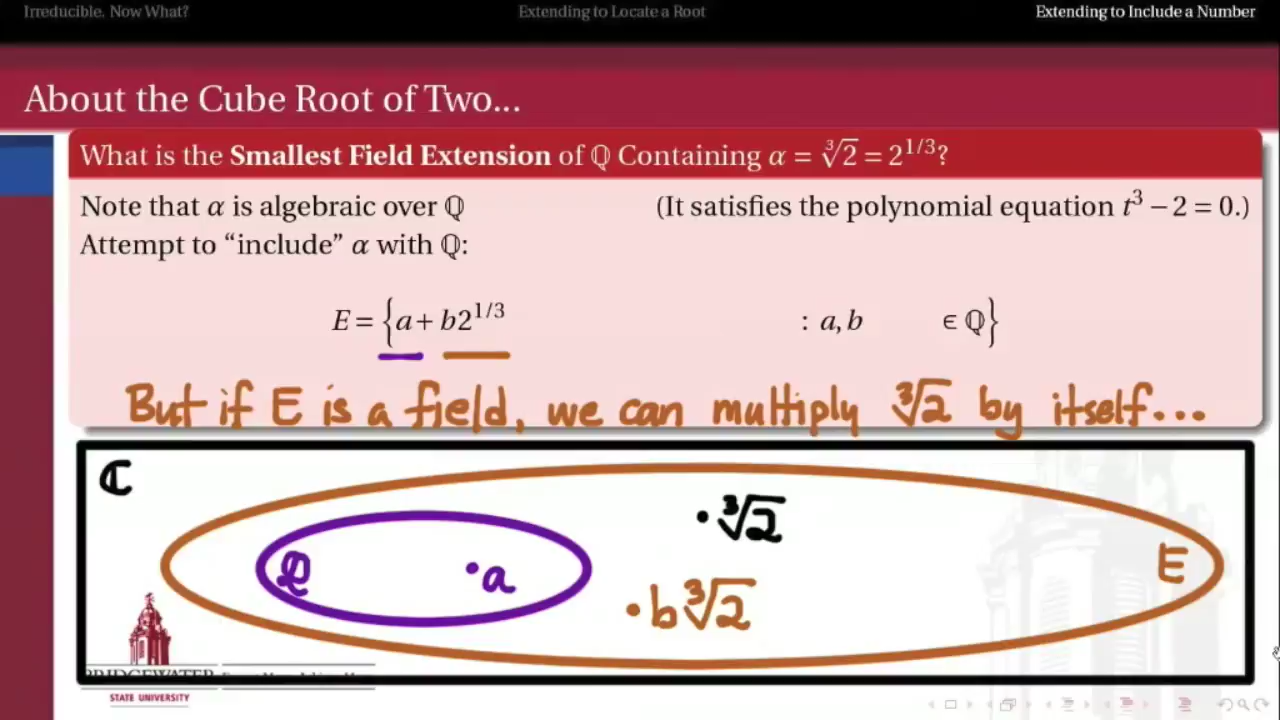 Irreducible. Now What? Extending to Locate a Root Extending to Include a Number
About the Cube Root of Two...
What is the Smallest Field Extension of ℚ Containing α = ∛2 = 2^{1/3}?
Note that α is algebraic over ℚ (It satisfies the polynomial equation t³ − 2 = 0.)
Attempt to “include” α with ℚ:
E = {a + b2^{1/3} : a, b ∈ ℚ}
But if E is a field, we can multiply ∛2 by itself...
ℂ
·∛2
ℚ ·a E
·b∛2
BRIDGEWATER
STATE UNIVERSITY